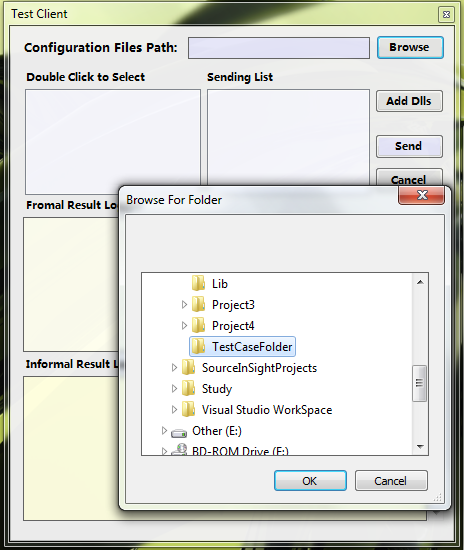 Test Client
Configuration Files Path:
Browse
Double Click to Select
Sending List
Add Dlls
Send
Cancel
Fromal Result Lo
Informal Result L
Browse For Folder
Lib
Project3
Project4
TestCaseFolder
SourceInSightProjects
Study
Visual Studio WorkSpace
Other (E:)
BD-ROM Drive (F:)
OK
Cancel